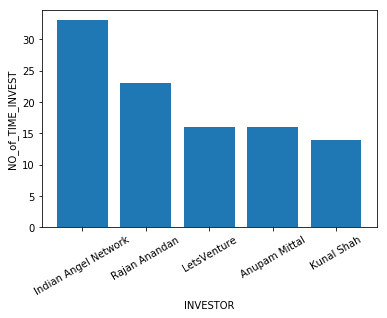 NO_of_TIME_INVEST
30
25
20
15
10
5
0
Indian Angel Network
Rajan Anandan
LetsVenture
Anupam Mittal
Kunal Shah
INVESTOR